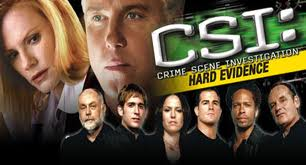 CSI:
CRIME SCENE INVESTIGATION
HARD EVIDENCE